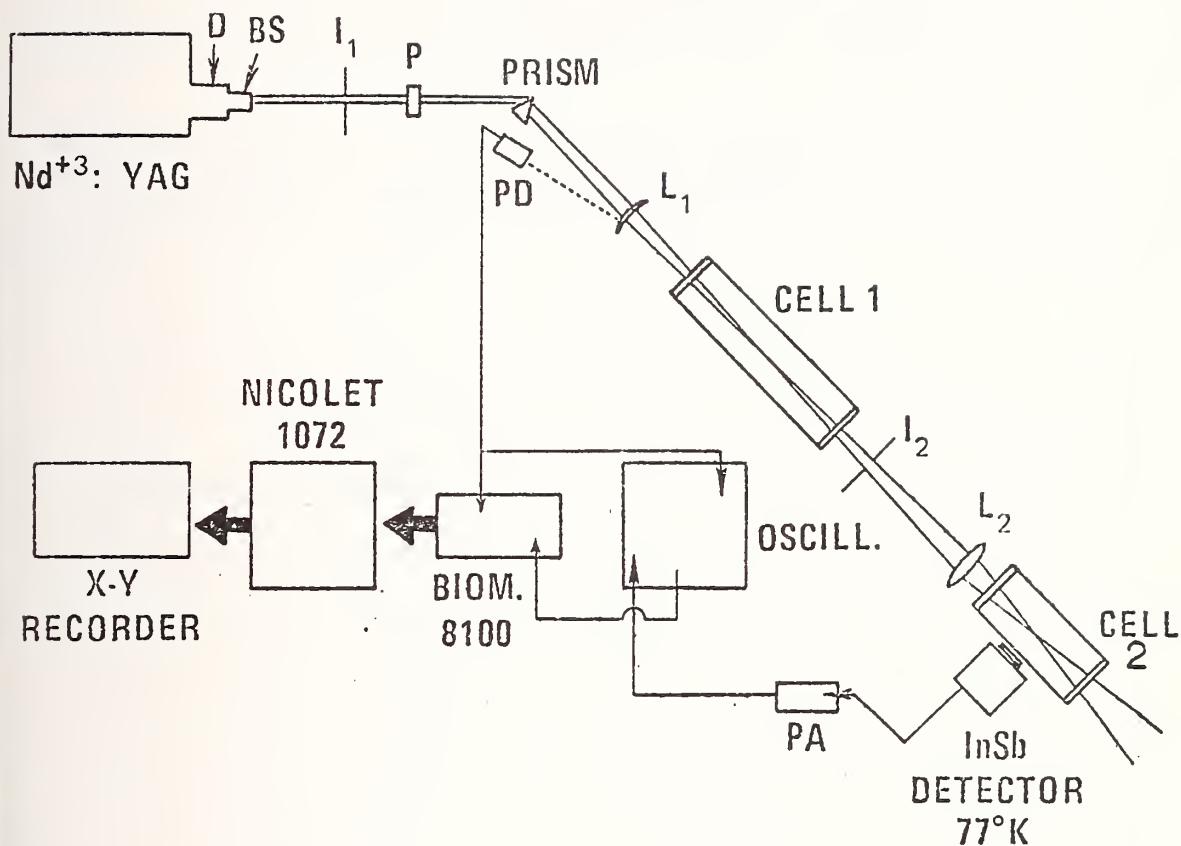 D
BS
I₁
P
PRISM
Nd⁺³: YAG
PD
L₁
CELL 1
NICOLET
1072
I₂
L₂
OSCILL.
X-Y
RECORDER
BIOM.
8100
CELL
2
PA
InSb
DETECTOR
77°K